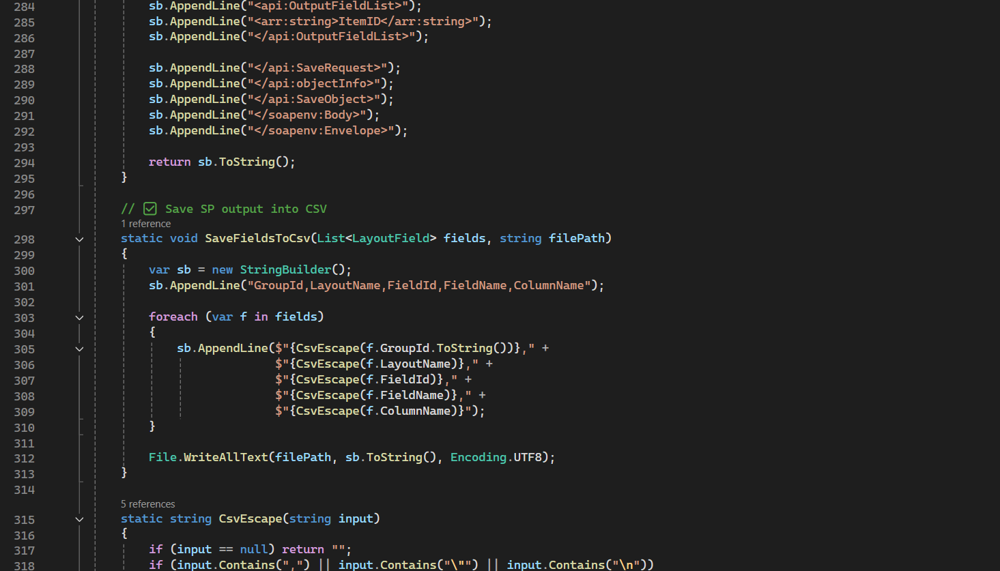 284 sb.AppendLine("<api:OutputFieldList>");
285 sb.AppendLine("<arr:string>ItemID</arr:string>");
286 sb.AppendLine("</api:OutputFieldList>");
287
288 sb.AppendLine("</api:SaveRequest>");
289 sb.AppendLine("</api:objectInfo>");
290 sb.AppendLine("</api:SaveObject>");
291 sb.AppendLine("</soapenv:Body>");
292 sb.AppendLine("</soapenv:Envelope>");
293
294 return sb.ToString();
295 }
296
297 // ✅ Save SP output into CSV
1 reference
298 static void SaveFieldsToCsv(List<LayoutField> fields, string filePath)
299 {
300 var sb = new StringBuilder();
301 sb.AppendLine("GroupId,LayoutName,FieldId,FieldName,ColumnName");
302
303 foreach (var f in fields)
304 {
305 sb.AppendLine($"{CsvEscape(f.GroupId.ToString())}," +
306 $"{CsvEscape(f.LayoutName)}," +
307 $"{CsvEscape(f.FieldId)}," +
308 $"{CsvEscape(f.FieldName)}," +
309 $"{CsvEscape(f.ColumnName)}");
310 }
311
312 File.WriteAllText(filePath, sb.ToString(), Encoding.UTF8);
313 }
314
5 references
315 static string CsvEscape(string input)
316 {
317 if (input == null) return "";
318 if (input.Contains(",") || input.Contains("\"") || input.Contains("\n"))